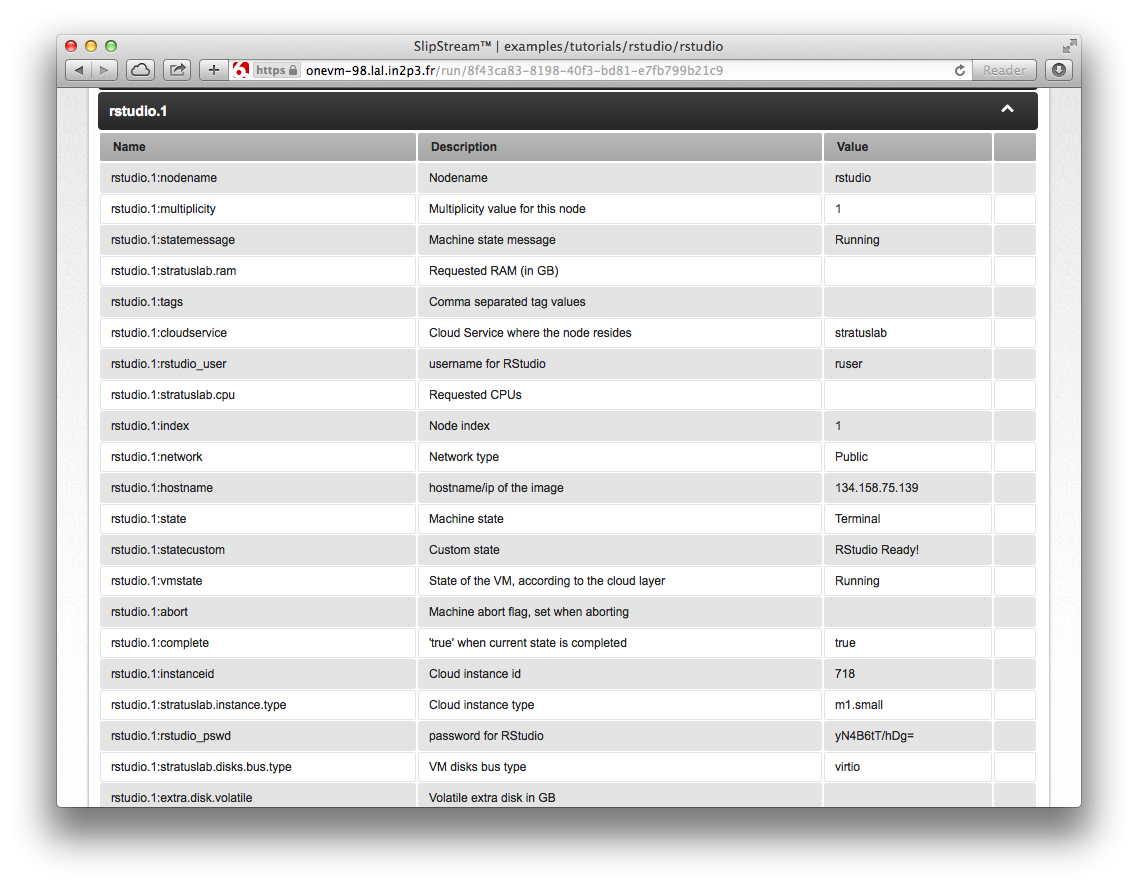 SlipStream™ | examples/tutorials/rstudio/rstudio
https onevm-98.lal.in2p3.fr/run/8f43ca83-8198-40f3-bd81-e7fb799b21c9 Reader
rstudio.1
Name Description Value
rstudio.1:nodename Nodename rstudio
rstudio.1:multiplicity Multiplicity value for this node 1
rstudio.1:statemessage Machine state message Running
rstudio.1:stratuslab.ram Requested RAM (in GB)
rstudio.1:tags Comma separated tag values
rstudio.1:cloudservice Cloud Service where the node resides stratuslab
rstudio.1:rstudio_user username for RStudio ruser
rstudio.1:stratuslab.cpu Requested CPUs
rstudio.1:index Node index 1
rstudio.1:network Network type Public
rstudio.1:hostname hostname/ip of the image 134.158.75.139
rstudio.1:state Machine state Terminal
rstudio.1:statecustom Custom state RStudio Ready!
rstudio.1:vmstate State of the VM, according to the cloud layer Running
rstudio.1:abort Machine abort flag, set when aborting
rstudio.1:complete 'true' when current state is completed true
rstudio.1:instanceid Cloud instance id 718
rstudio.1:stratuslab.instance.type Cloud instance type m1.small
rstudio.1:rstudio_pswd password for RStudio yN4B6tT/hDg=
rstudio.1:stratuslab.disks.bus.type VM disks bus type virtio
rstudio.1:extra.disk.volatile Volatile extra disk in GB